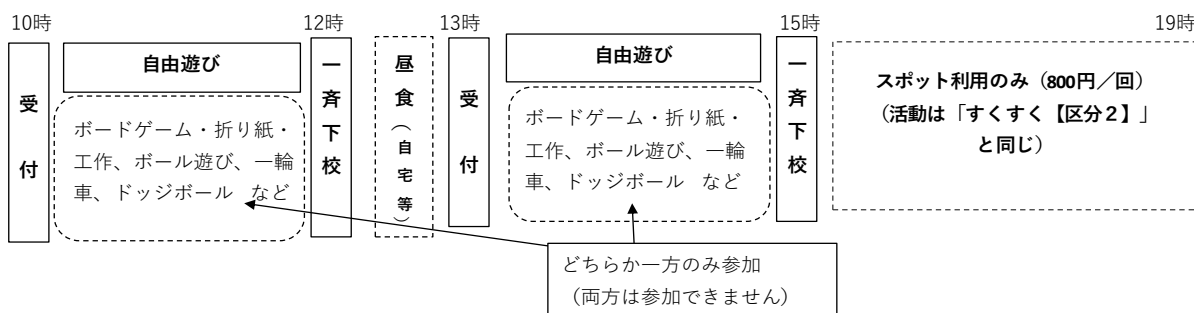 10時
12時
13時
15時
19時
受付
自由遊び
ボードゲーム・折り紙・
工作、ボール遊び、一輪
車、ドッジボール　など
一斉下校
昼食(自宅等)
受付
自由遊び
ボードゲーム・折り紙・
工作、ボール遊び、一輪
車、ドッジボール　など
一斉下校
スポット利用のみ（800円／回）
（活動は「すくすく【区分２】」
と同じ）
どちらか一方のみ参加
（両方は参加できません）